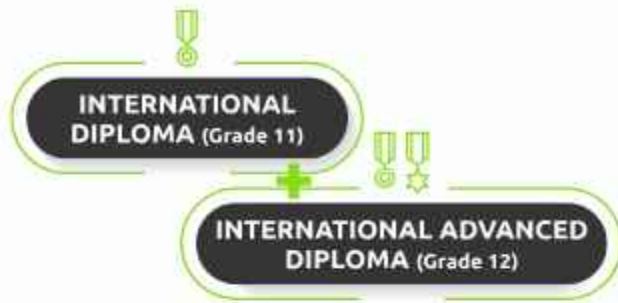 INTERNATIONAL
DIPLOMA (Grade 11)
INTERNATIONAL ADVANCED
DIPLOMA (Grade 12)